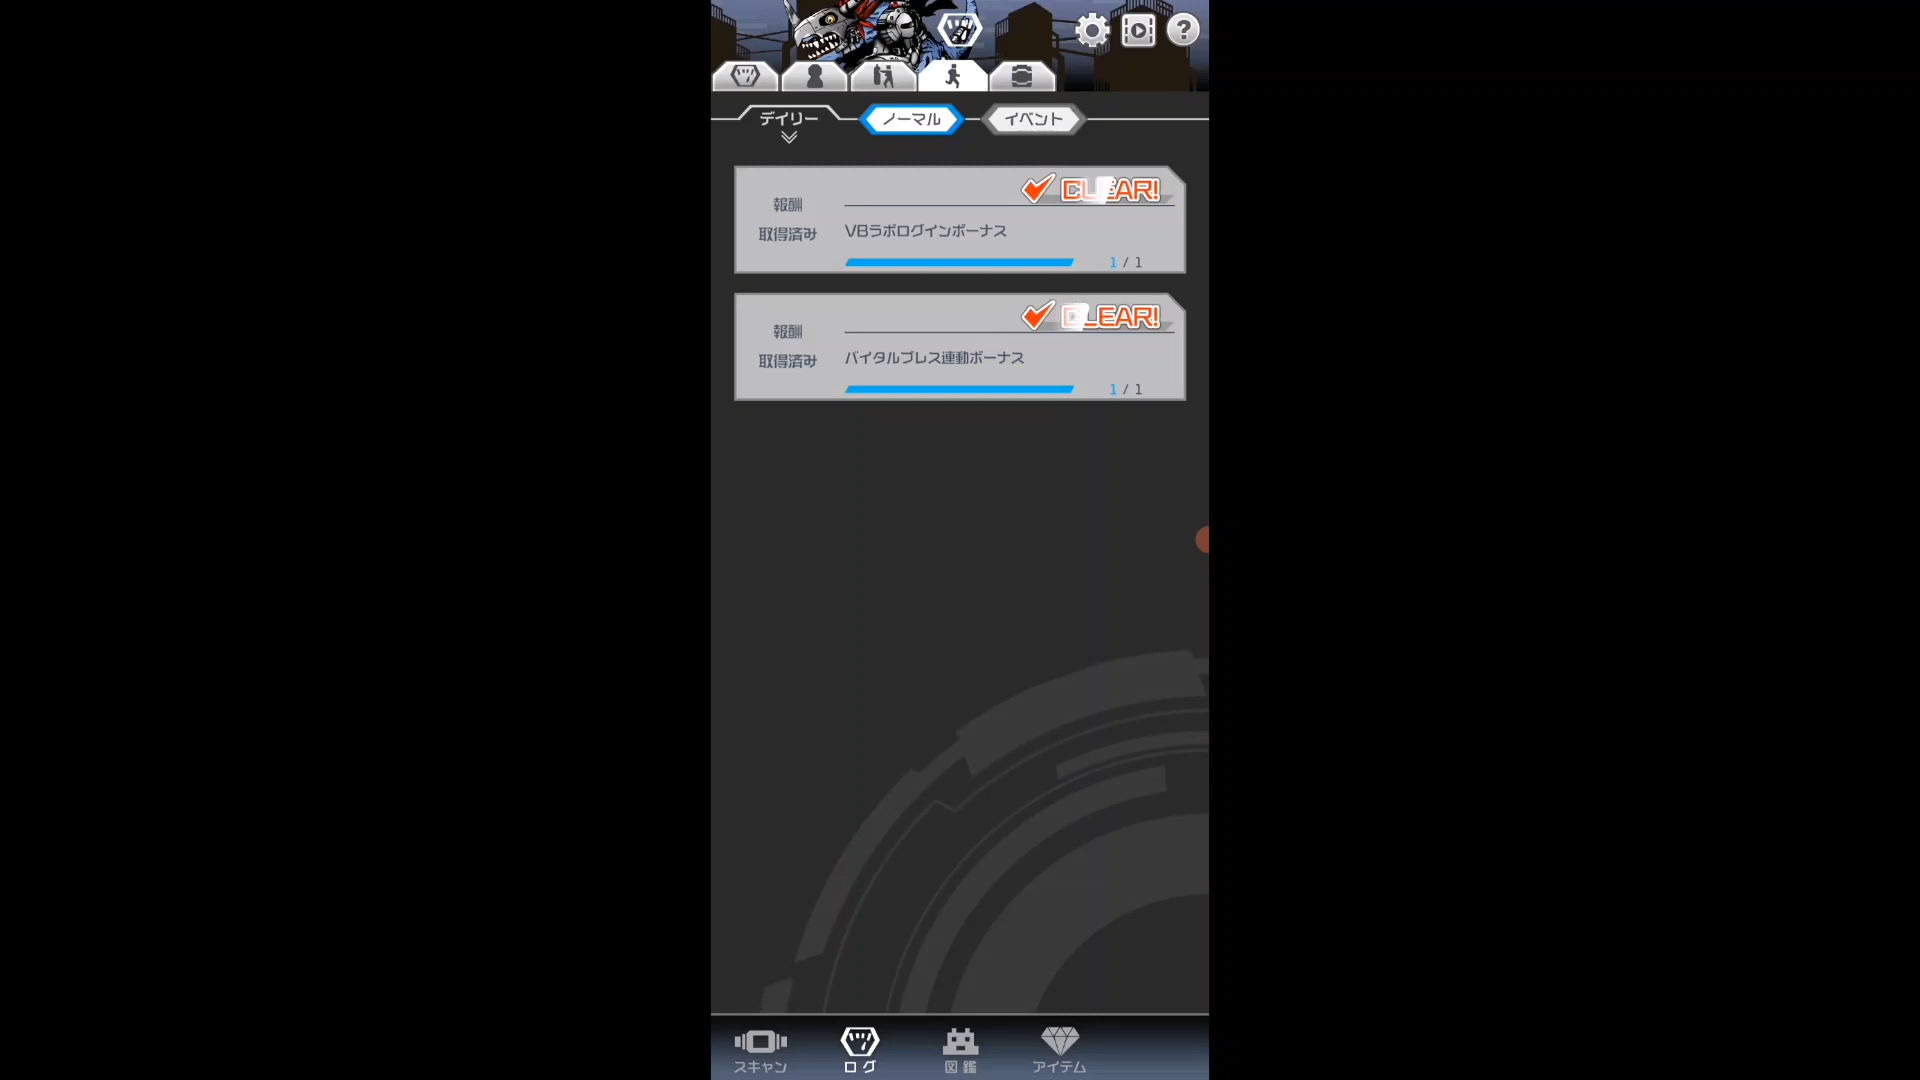 デイリー
ノーマル
イベント
CLEAR!
報酬
取得済み
VBラボログインボーナス
1 / 1
CLEAR!
報酬
取得済み
バイタルブレス連動ボーナス
1 / 1
スキャン
ログ
図鑑
アイテム